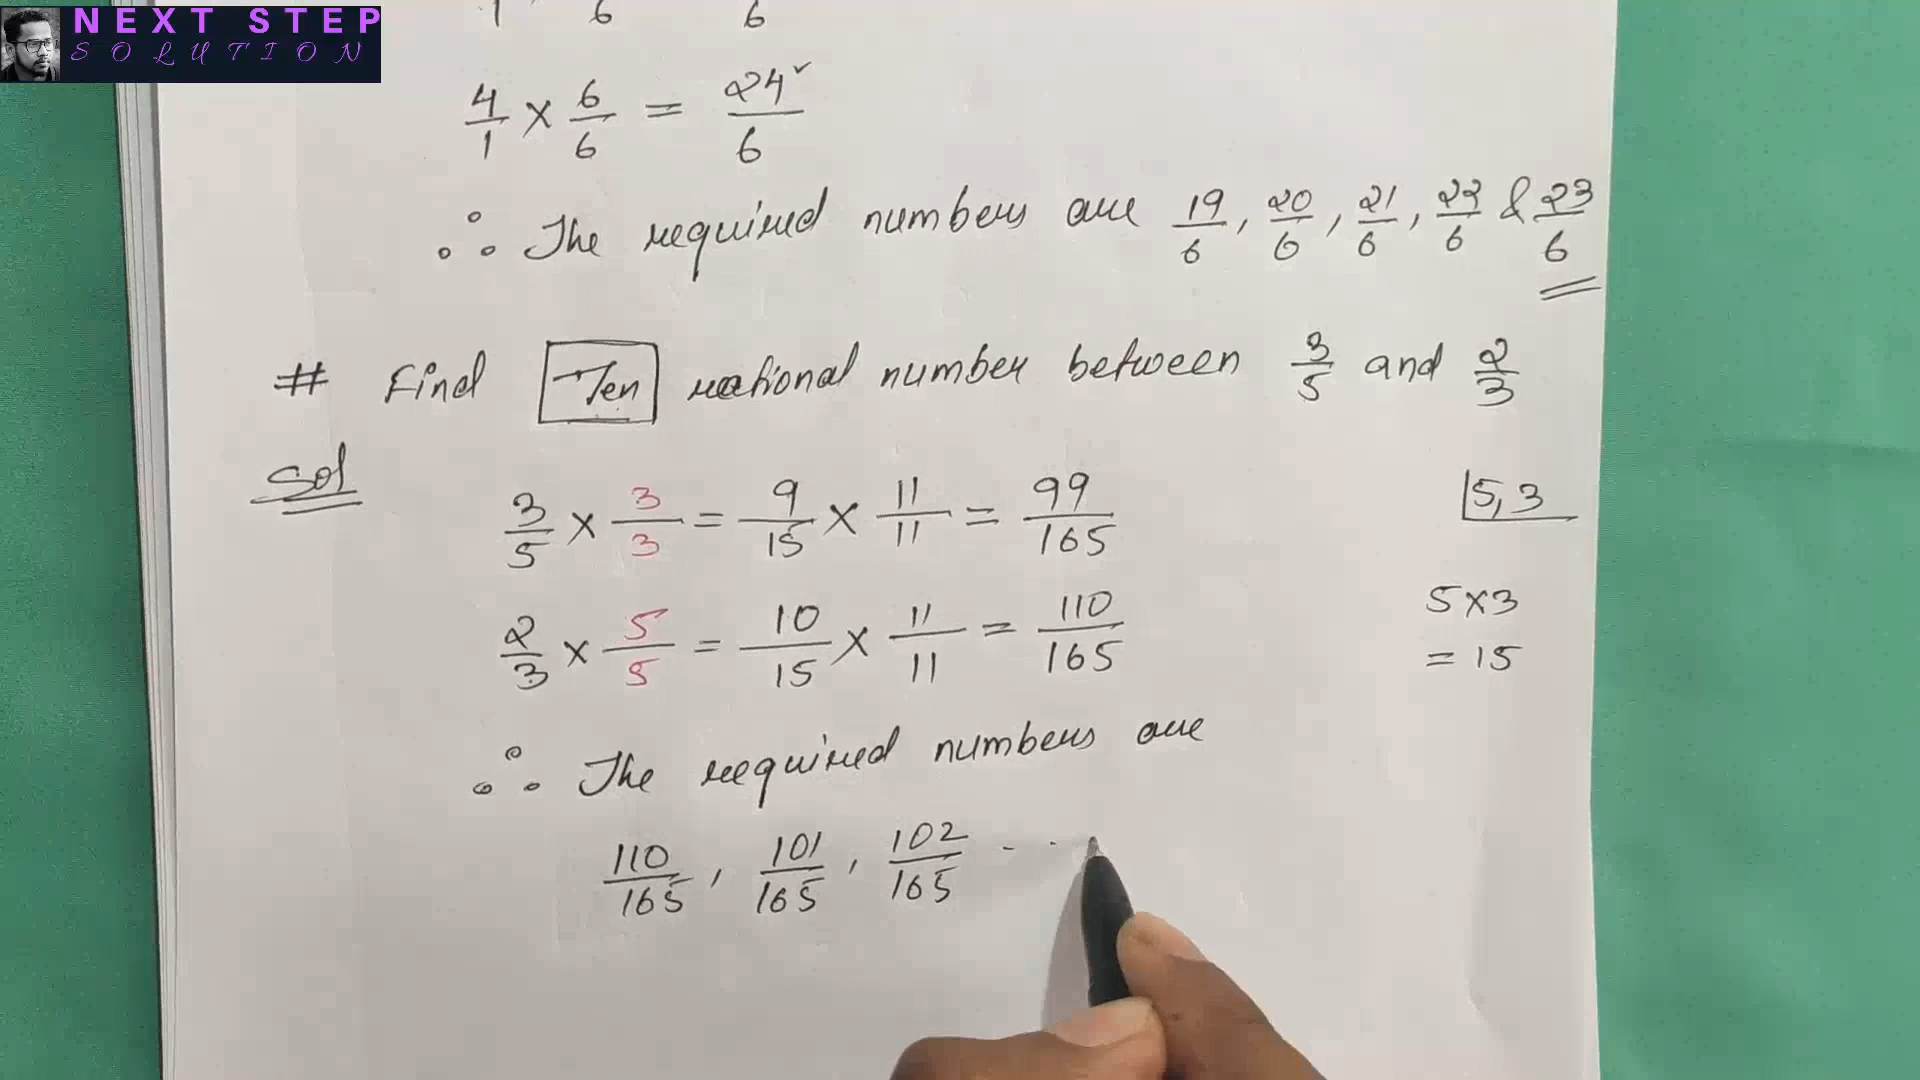 NEXT STEP
SOLUTION
1 6 6
4/1 × 6/6 = 24/6
∴ The required numbers are 19/6, 20/6, 21/6, 22/6 & 23/6
# Find Ten rational number between 3/5 and 2/3
Sol
3/5 × 3/3 = 9/15 × 11/11 = 99/165
5, 3
2/3 × 5/5 = 10/15 × 11/11 = 110/165
5×3
= 15
∴ The required numbers are
110/165, 101/165, 102/165 - - -